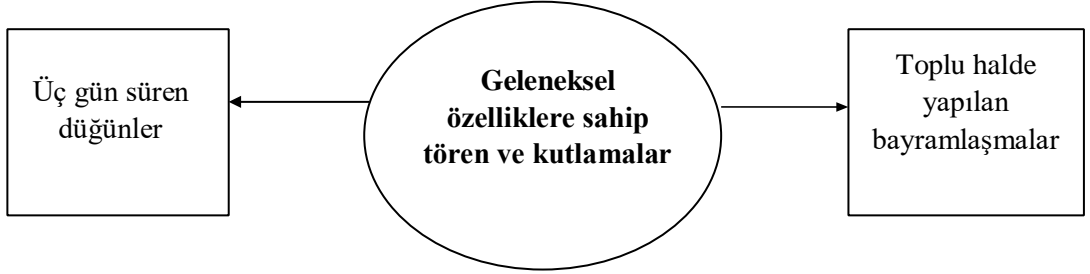 Üç gün süren
düğünler
Geleneksel
özelliklere sahip
tören ve kutlamalar
Toplu halde
yapılan
bayramlaşmalar